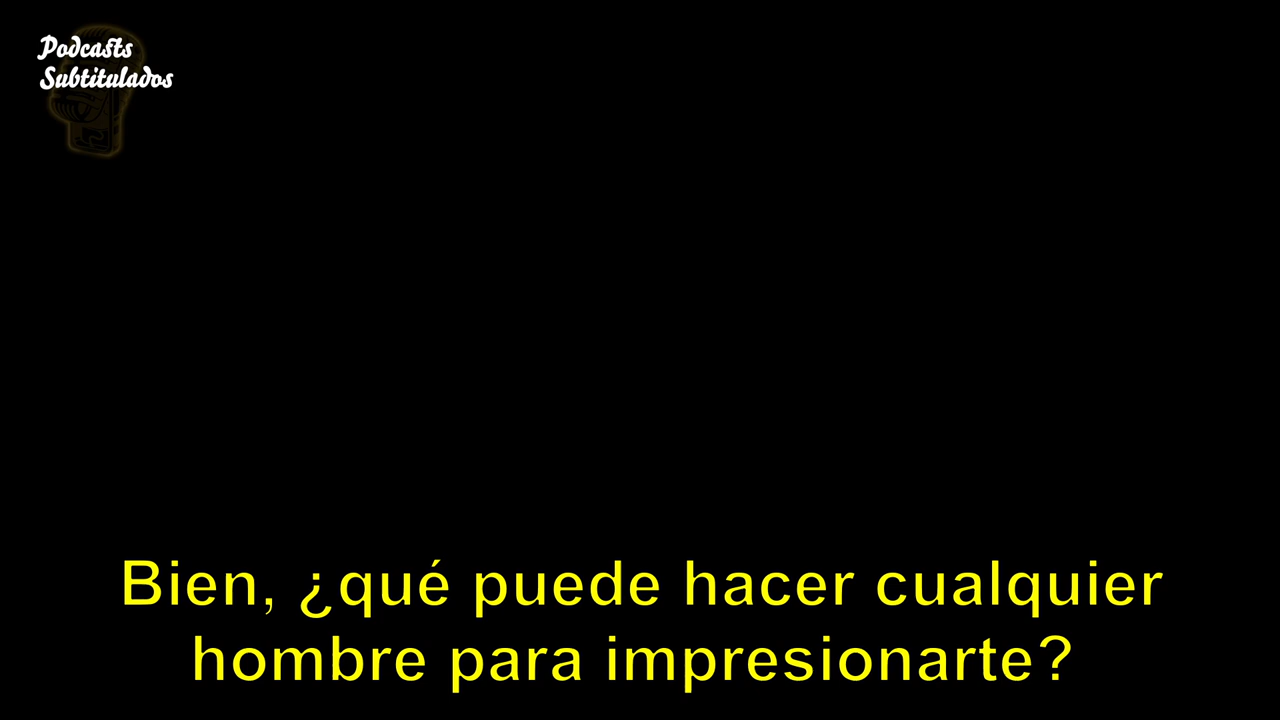 Podcasts
Subtitulados
Bien, ¿qué puede hacer cualquier
hombre para impresionarte?